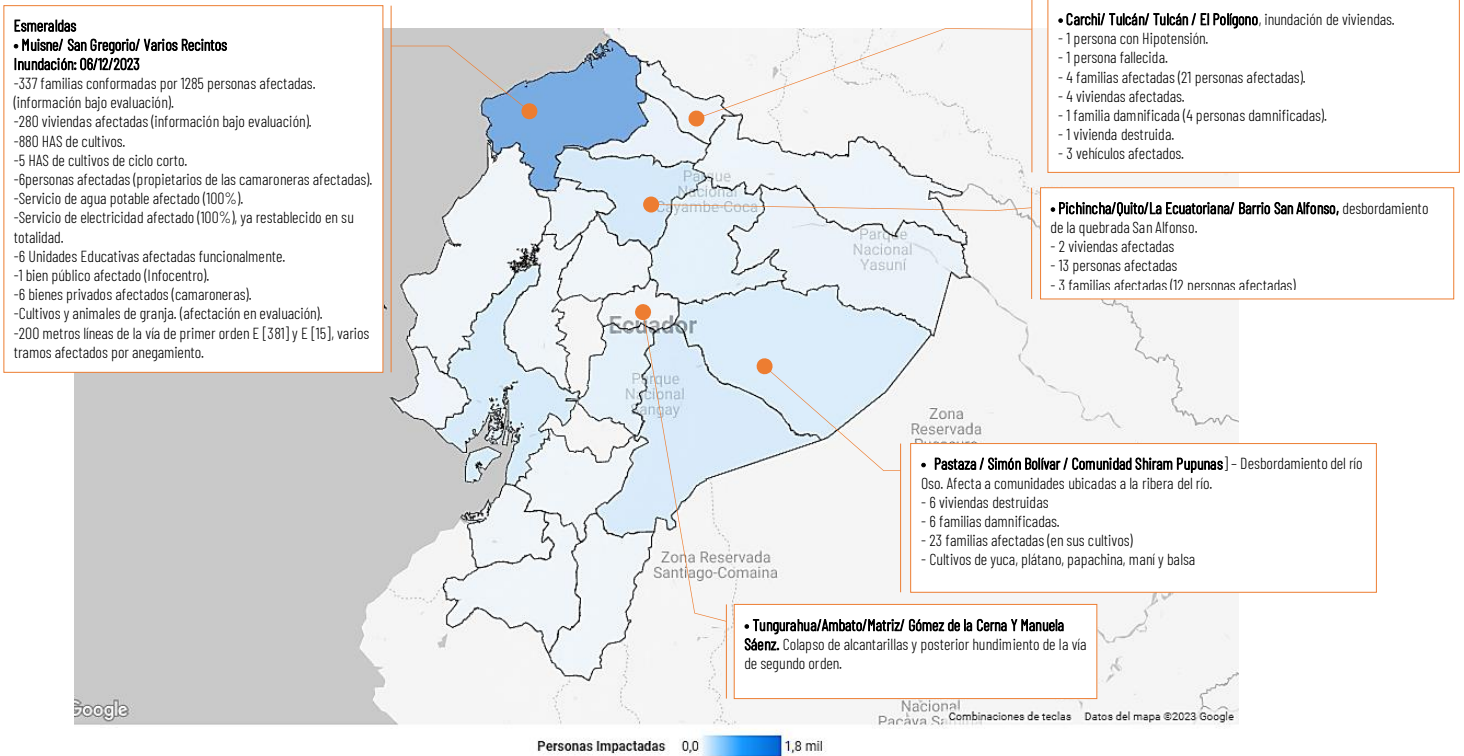 Esmeraldas
• Muisne/ San Gregorio/ Varios Recintos
Inundación: 06/12/2023
-337 familias conformadas por 1285 personas afectadas.
(información bajo evaluación).
-280 viviendas afectadas (información bajo evaluación).
-880 HAS de cultivos.
-5 HAS de cultivos de ciclo corto.
-6personas afectadas (propietarios de las camaroneras afectadas).
-Servicio de agua potable afectado (100%).
-Servicio de electricidad afectado (100%), ya restablecido en su
totalidad.
-6 Unidades Educativas afectadas funcionalmente.
-1 bien público afectado (Infocentro).
-6 bienes privados afectados (camaroneras).
-Cultivos y animales de granja. (afectación en evaluación).
-200 metros líneas de la vía de primer orden E [381] y E [15], varios
tramos afectados por anegamiento.
• Carchi/ Tulcán/ Tulcán / El Polígono, inundación de viviendas.
- 1 persona con Hipotensión.
- 1 persona fallecida.
- 4 familias afectadas (21 personas afectadas).
- 4 viviendas afectadas.
- 1 familia damnificada (4 personas damnificadas).
- 1 vivienda destruida.
- 3 vehículos afectados.
• Pichincha/Quito/La Ecuatoriana/ Barrio San Alfonso, desbordamiento
de la quebrada San Alfonso.
- 2 viviendas afectadas
- 13 personas afectadas
- 3 familias afectadas (12 personas afectadas)
Parque
Nacional
Cayambe-Coca
Parque
Nacional
Yasuní
Ecuador
Parque
Nacional
Sangay
Zona
Reservada
• Pastaza / Simón Bolívar / Comunidad Shiram Pupunas] – Desbordamiento del río
Oso. Afecta a comunidades ubicadas a la ribera del río.
- 6 viviendas destruidas
- 6 familias damnificadas.
- 23 familias afectadas (en sus cultivos)
- Cultivos de yuca, plátano, papachina, maní y balsa
Zona Reservada
Santiago-Comaina
• Tungurahua/Ambato/Matriz/ Gómez de la Cerna Y Manuela
Sáenz. Colapso de alcantarillas y posterior hundimiento de la vía
de segundo orden.
Nacional
Pacaya
Google
Combinaciones de teclas Datos del mapa ©2023 Google
Personas Impactadas 0,0 1,8 mil